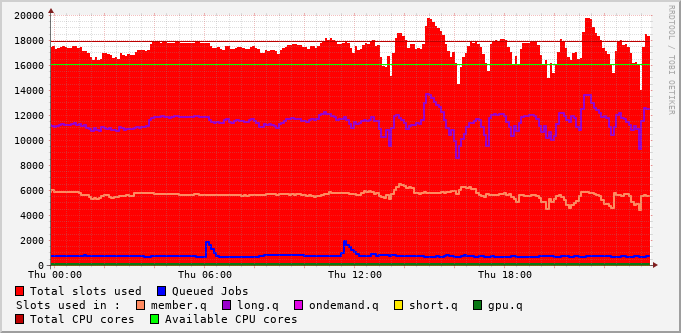 20000
18000
16000
14000
12000
10000
8000
6000
4000
2000
0
Thu 00:00 Thu 06:00 Thu 12:00 Thu 18:00
RRDTOOL / TOBI OETIKER
Total slots used Queued Jobs
Slots used in : member.q long.q ondemand.q short.q gpu.q
Total CPU cores Available CPU cores